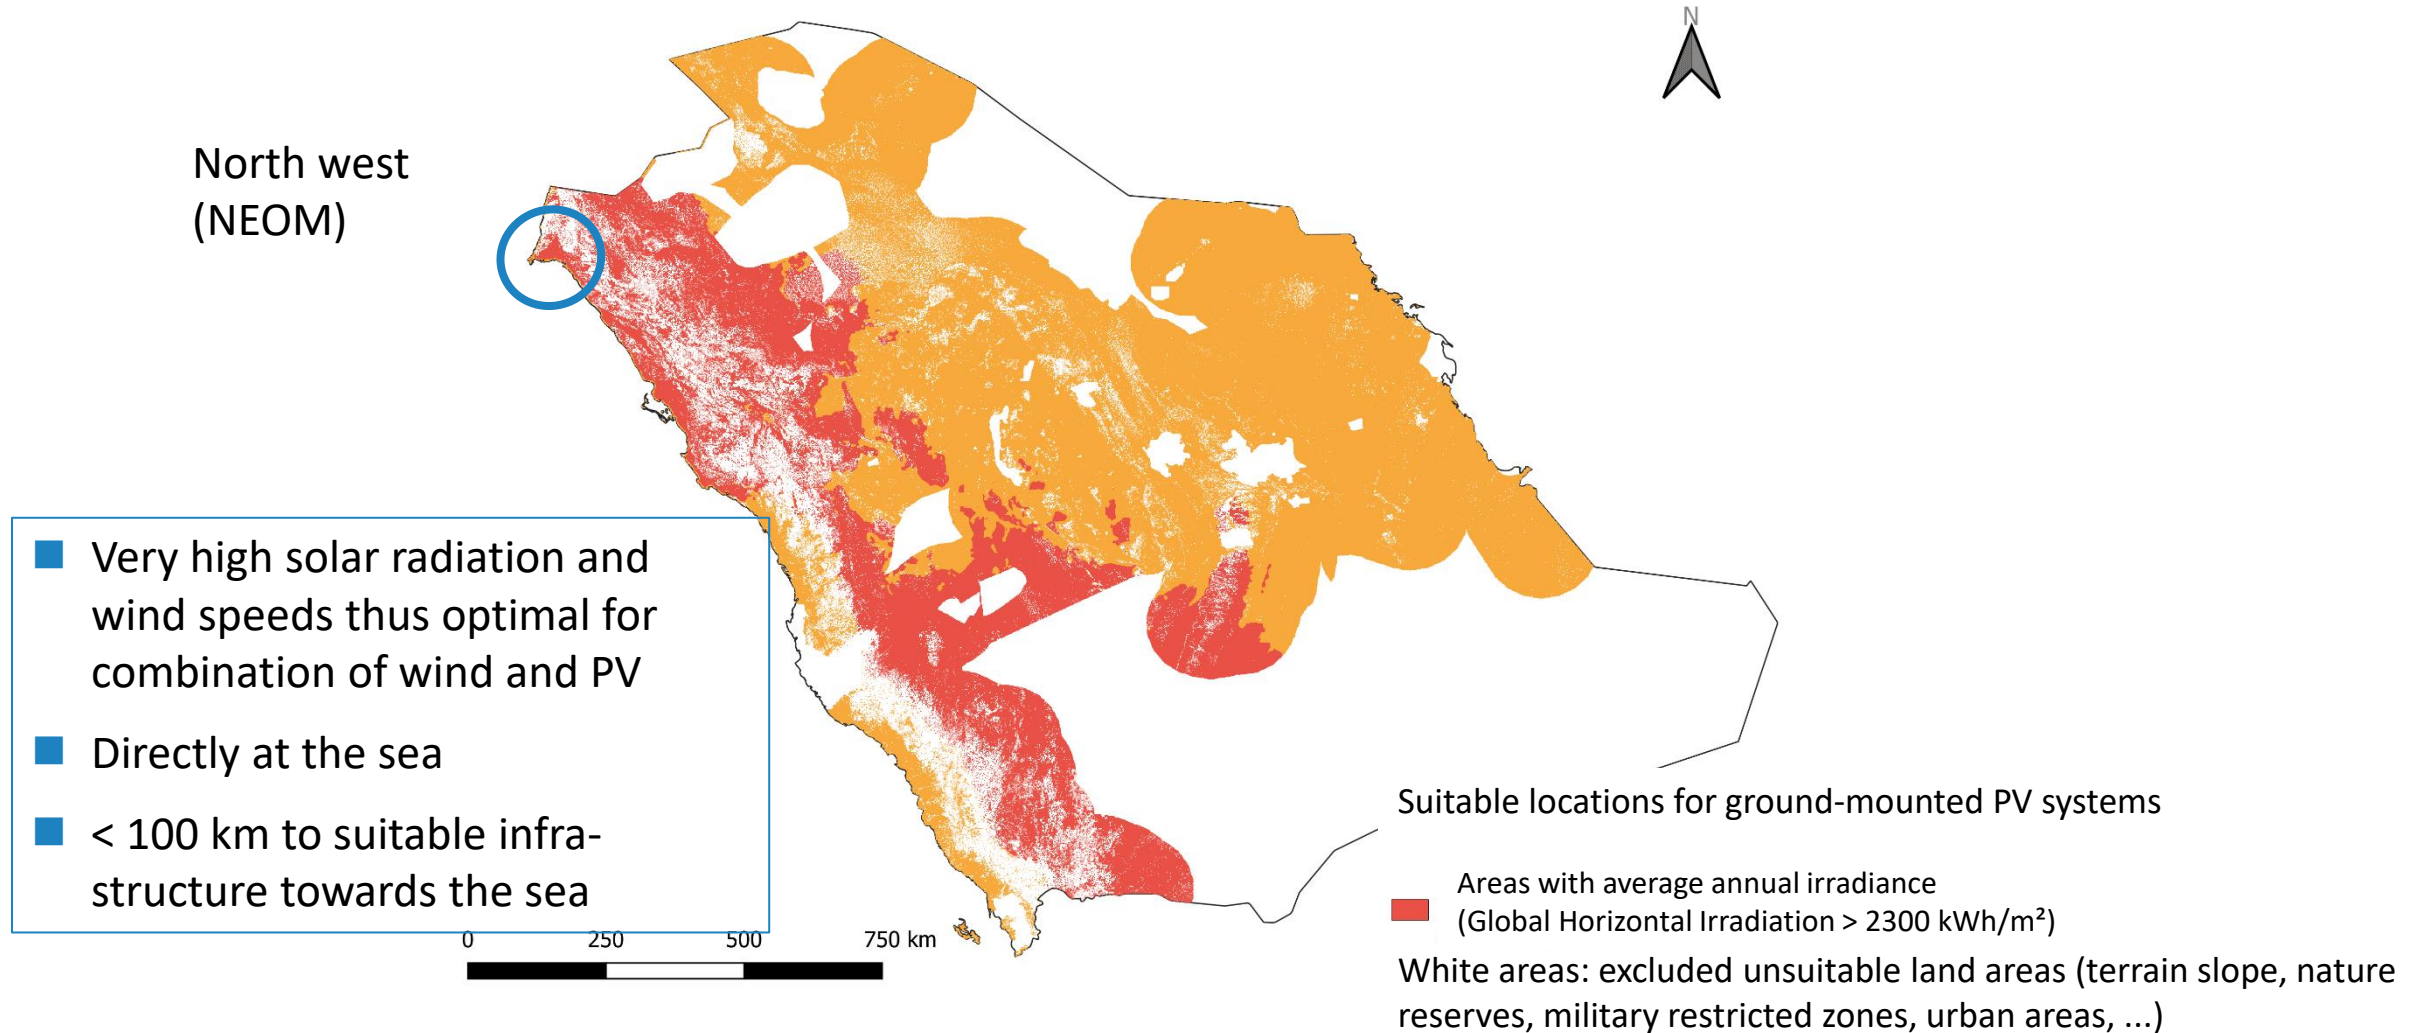 N
North west
(NEOM)
Very high solar radiation and
wind speeds thus optimal for
combination of wind and PV
Directly at the sea
< 100 km to suitable infra-
structure towards the sea
0 250 500 750 km
Suitable locations for ground-mounted PV systems
Areas with average annual irradiance
(Global Horizontal Irradiation > 2300 kWh/m²)
White areas: excluded unsuitable land areas (terrain slope, nature
reserves, military restricted zones, urban areas, ...)